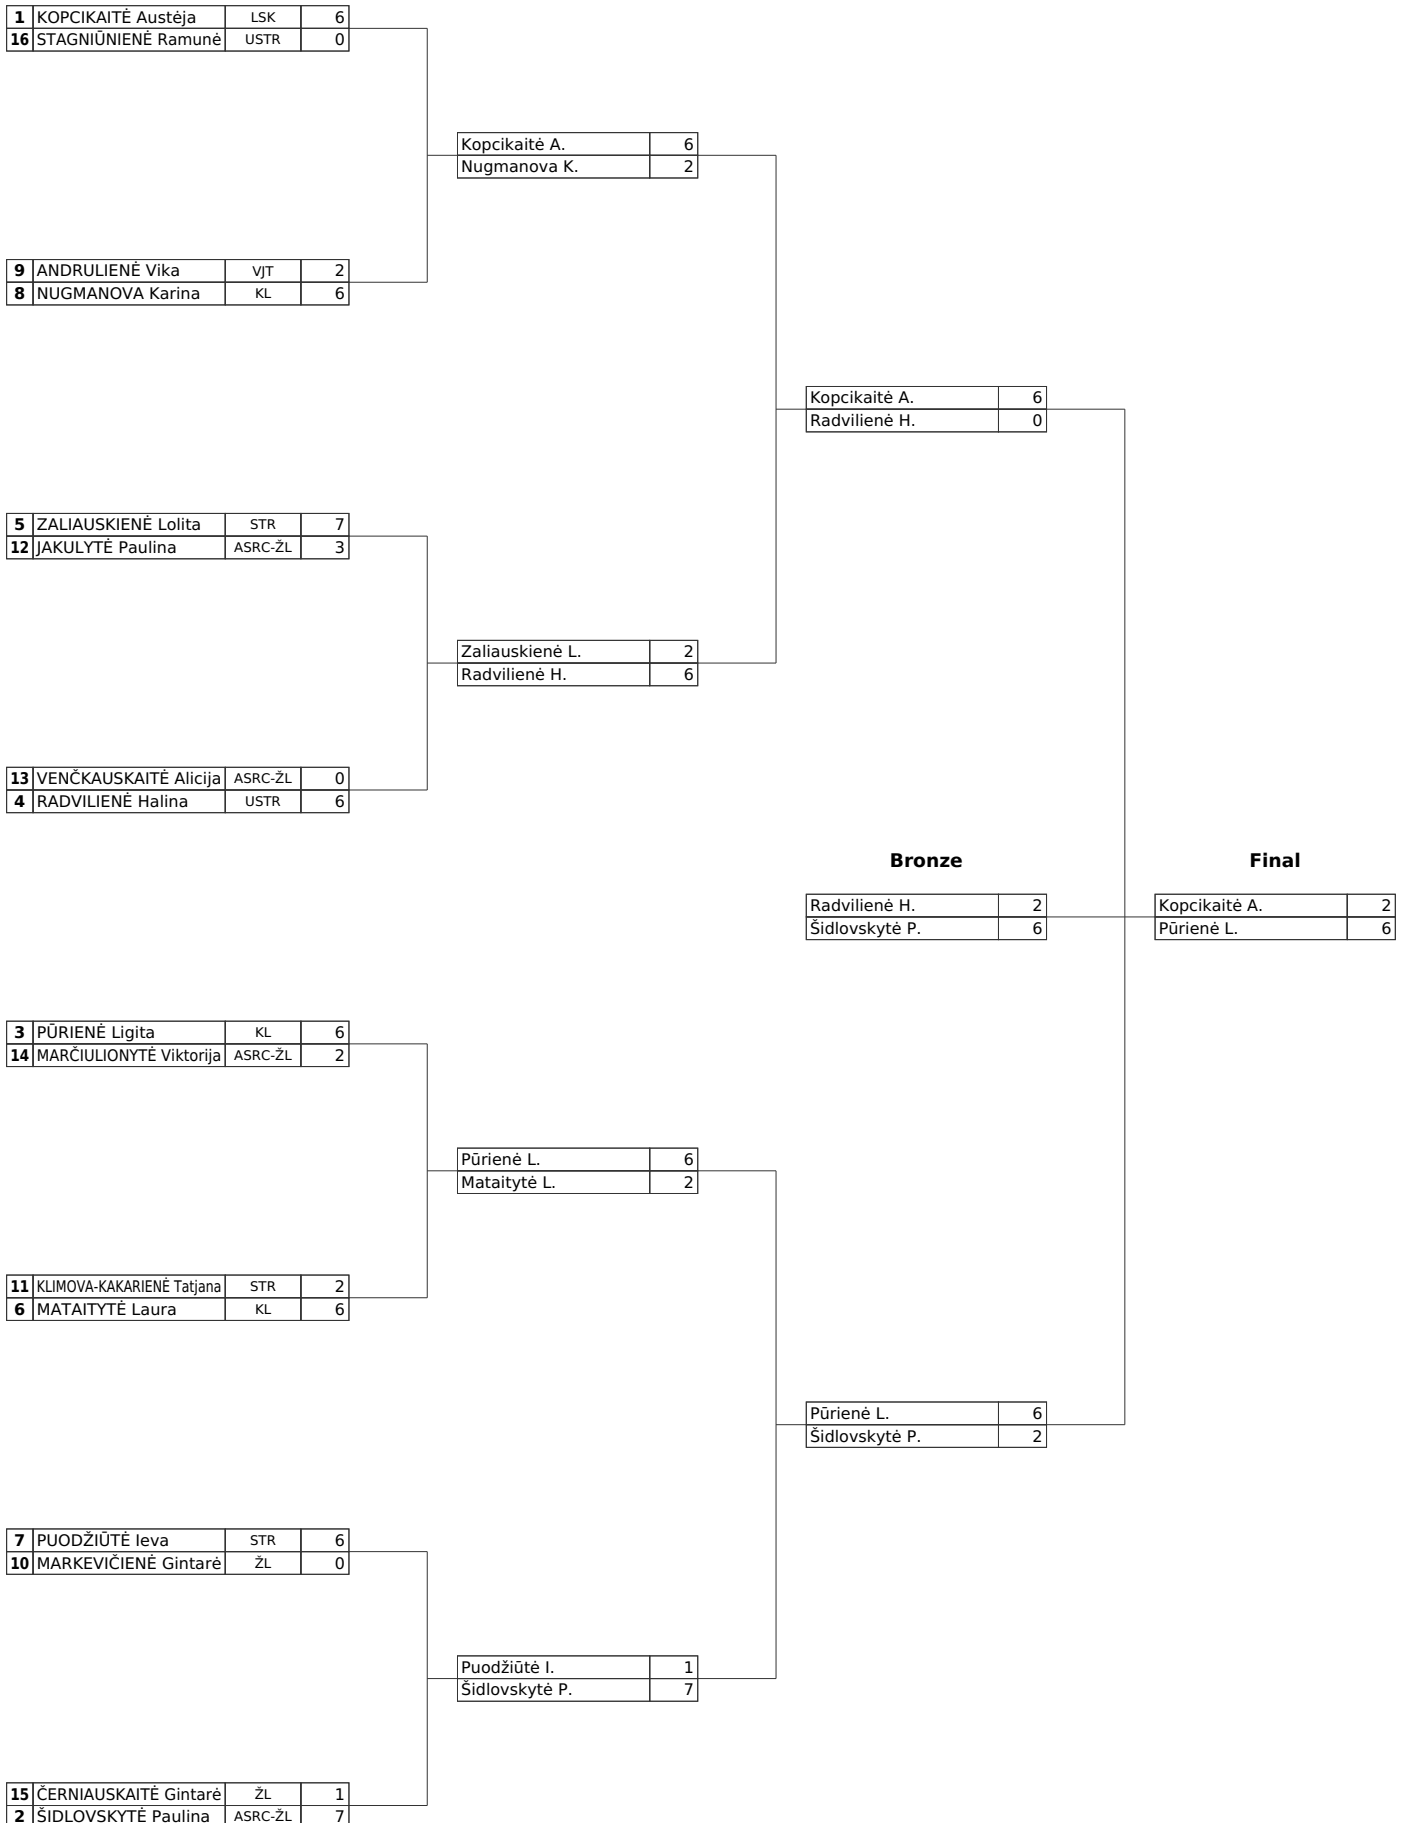 1 KOPCIKAITĖ Austėja LSK 6
16 STAGNIŪNIENĖ Ramunė USTR 0
Kopcikaitė A. 6
Nugmanova K. 2
9 ANDRULIENĖ Vika VJT 2
8 NUGMANOVA Karina KL 6
Kopcikaitė A. 6
Radvilienė H. 0
5 ZALIAUSKIENĖ Lolita STR 7
12 JAKULYTĖ Paulina ASRC-ŽL 3
Zaliauskienė L. 2
Radvilienė H. 6
13 VENČKAUSKAITĖ Alicija ASRC-ŽL 0
4 RADVILIENĖ Halina USTR 6
Bronze Final
Radvilienė H. 2 Kopcikaitė A. 2
Šidlovskytė P. 6 Pūrienė L. 6
3 PŪRIENĖ Ligita KL 6
14 MARČIULIONYTĖ Viktorija ASRC-ŽL 2
Pūrienė L. 6
Mataitytė L. 2
11 KLIMOVA-KAKARIENĖ Tatjana STR 2
6 MATAITYTĖ Laura KL 6
Pūrienė L. 6
Šidlovskytė P. 2
7 PUODŽIŪTĖ Ieva STR 6
10 MARKEVIČIENĖ Gintarė ŽL 0
Puodžiūtė I. 1
Šidlovskytė P. 7
15 ČERNIAUSKAITĖ Gintarė ŽL 1
2 ŠIDLOVSKYTĖ Paulina ASRC-ŽL 7